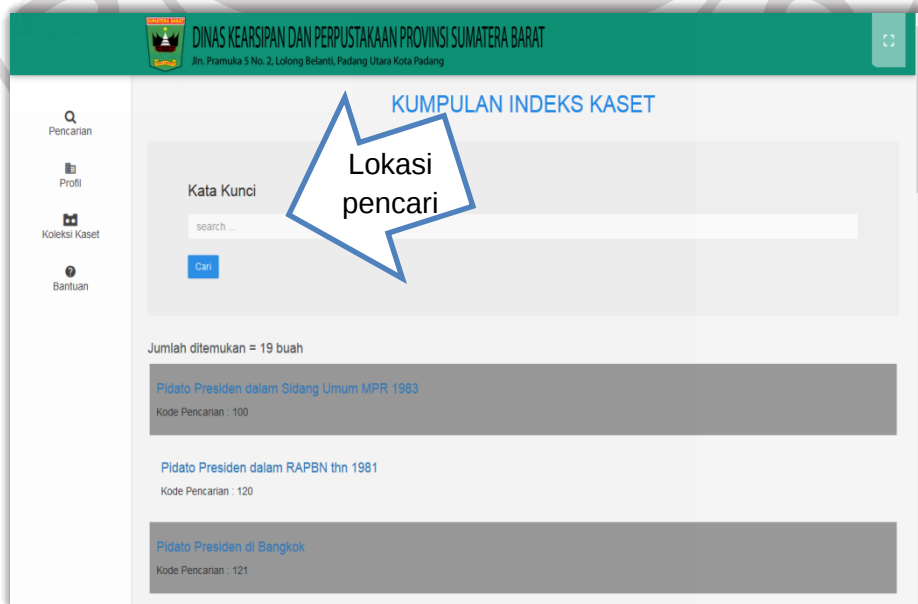 SUMATERA BARAT
DINAS KEARSIPAN DAN PERPUSTAKAAN PROVINSI SUMATERA BARAT
Jln. Pramuka 5 No. 2, Lolong Belanti, Padang Utara Kota Padang
Pencarian
Profil
Koleksi Kaset
Bantuan
KUMPULAN INDEKS KASET
Lokasi
pencari
Kata Kunci
search ...
Cari
Jumlah ditemukan = 19 buah
Pidato Presiden dalam Sidang Umum MPR 1983
Kode Pencarian : 100
Pidato Presiden dalam RAPBN thn 1981
Kode Pencarian : 120
Pidato Presiden di Bangkok
Kode Pencarian : 121